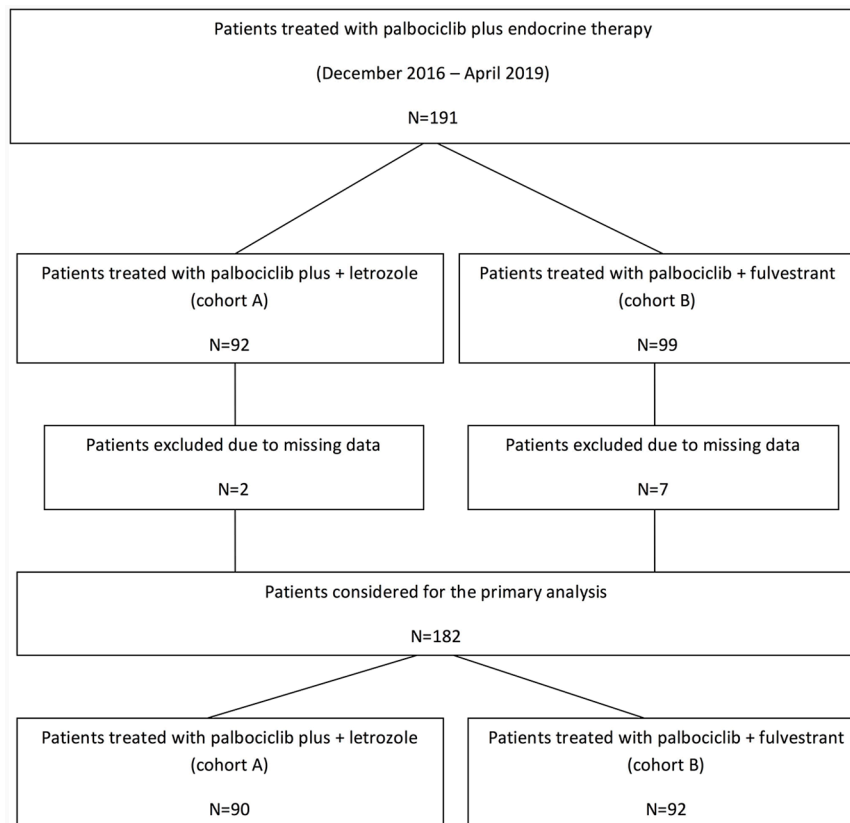 Patients treated with palbociclib plus endocrine therapy
(December 2016 – April 2019)
N=191
Patients treated with palbociclib plus + letrozole
(cohort A)
N=92
Patients treated with palbociclib + fulvestrant
(cohort B)
N=99
Patients excluded due to missing data
N=2
Patients excluded due to missing data
N=7
Patients considered for the primary analysis
N=182
Patients treated with palbociclib plus + letrozole
(cohort A)
N=90
Patients treated with palbociclib + fulvestrant
(cohort B)
N=92